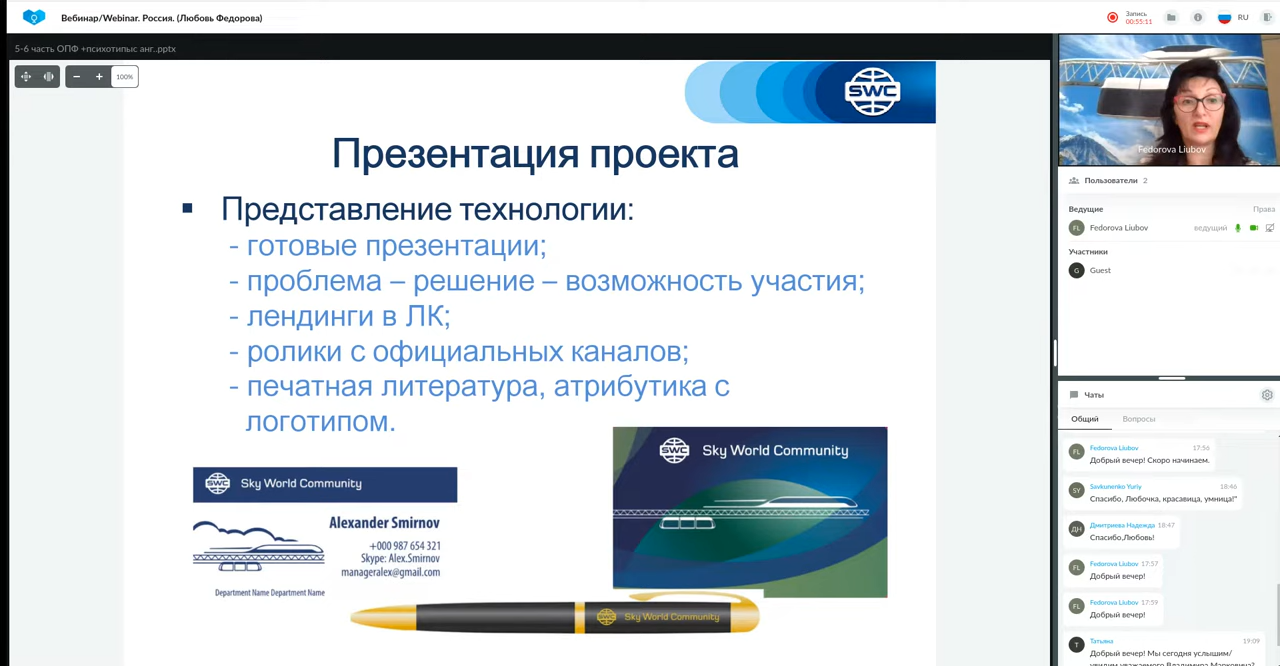 Вебинар/Webinar. Россия. (Любовь Федорова)
Запись
00:55:11
RU
5-6 часть ОПФ +психотипыс анг..pptx
100%
SWC
Презентация проекта
▪ Представление технологии:
- готовые презентации;
- проблема – решение – возможность участия;
- лендинги в ЛК;
- ролики с официальных каналов;
- печатная литература, атрибутика с
логотипом.
SWC Sky World Community
Alexander Smirnov
+000 987 654 321
Skype: Alex.Smirnov
manageralex@gmail.com
Department Name Department Name
SWC Sky World Community
Sky World Community
Fedorova Liubov
Пользователи 2
Ведущие Права
FL Fedorova Liubov ведущий
Участники
G Guest
Чаты
Общий Вопросы
FL Fedorova Liubov 17:56
Добрый вечер! Скоро начинаем.
SY Savkunenko Yuriy 18:46
Спасибо, Любочка, красавица, умница!"
ДН Дмитриева Надежда 18:47
Спасибо,Любовь!
FL Fedorova Liubov 17:57
Добрый вечер!
FL Fedorova Liubov 17:59
Добрый вечер!
Т Татьяна 19:09
Добрый вечер! Мы сегодня услышим/
увидим уважаемого Владимира Марковича?